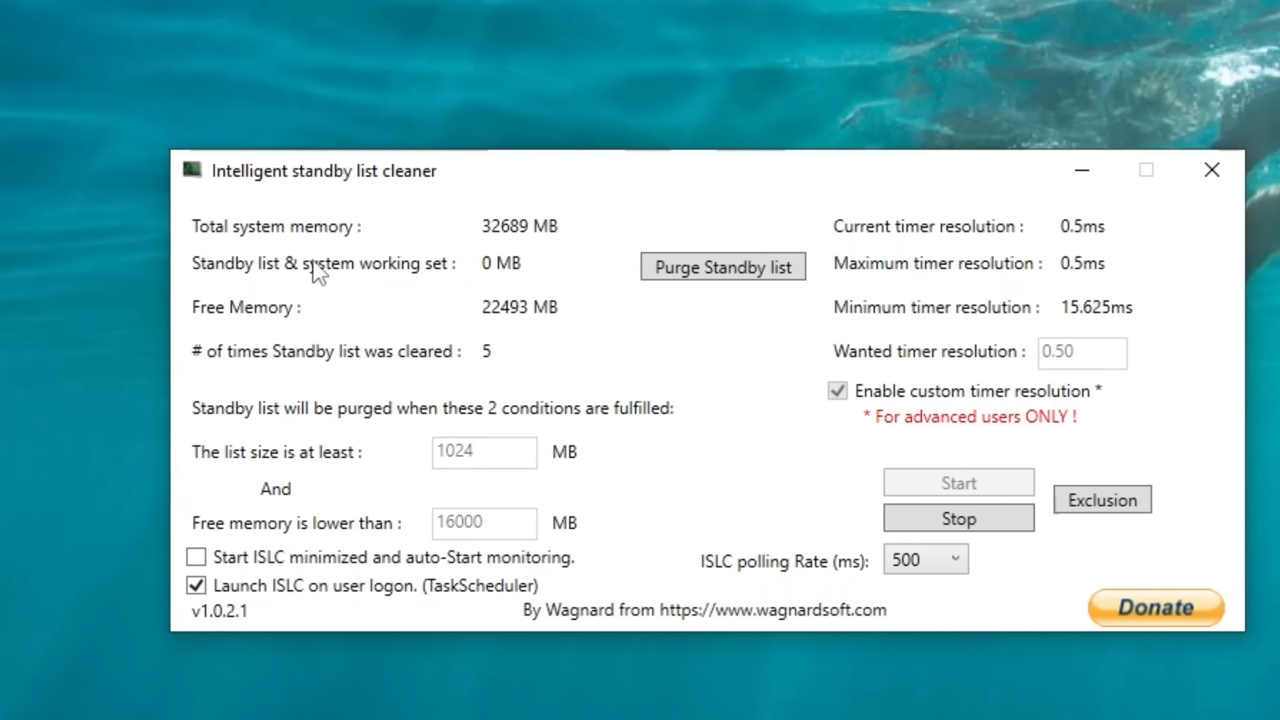 Intelligent standby list cleaner
Total system memory : 32689 MB
Current timer resolution : 0.5ms
Standby list & system working set : 0 MB
Purge Standby list
Maximum timer resolution : 0.5ms
Free Memory : 22493 MB
Minimum timer resolution : 15.625ms
# of times Standby list was cleared : 5
Wanted timer resolution : 0.50
Enable custom timer resolution *
* For advanced users ONLY !
Standby list will be purged when these 2 conditions are fulfilled:
The list size is at least : 1024 MB
And
Free memory is lower than : 16000 MB
Start
Stop
Exclusion
Start ISLC minimized and auto-Start monitoring.
ISLC polling Rate (ms): 500
Launch ISLC on user logon. (TaskScheduler)
v1.0.2.1
By Wagnard from https://www.wagnardsoft.com
Donate